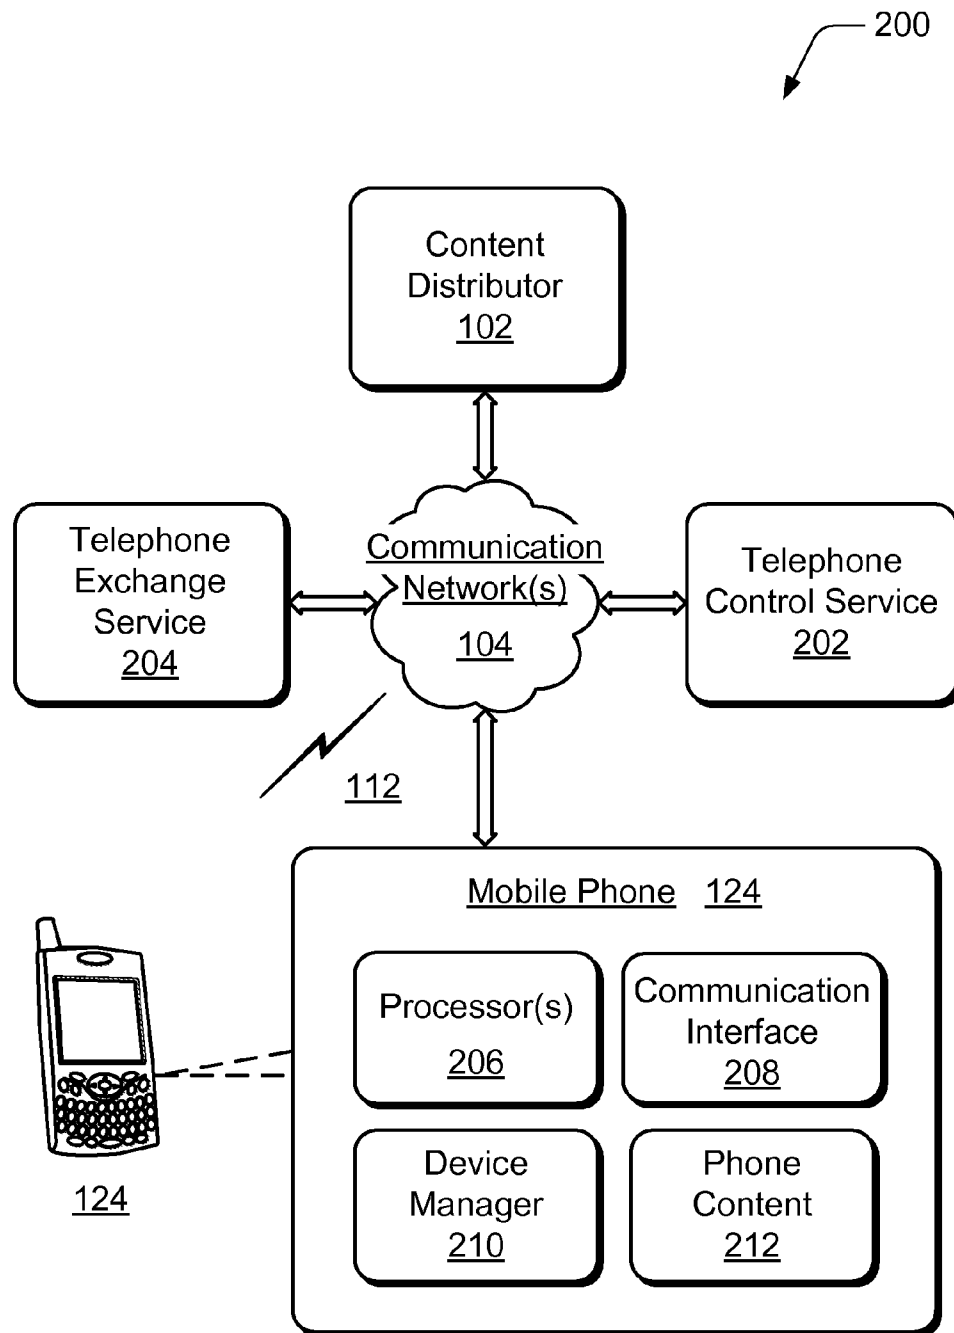 200
Content
Distributor
102
Telephone
Exchange
Service
204
Communication
Network(s)
104
Telephone
Control Service
202
112
Mobile Phone 124
Processor(s)
206
Communication
Interface
208
Device
Manager
210
Phone
Content
212
124